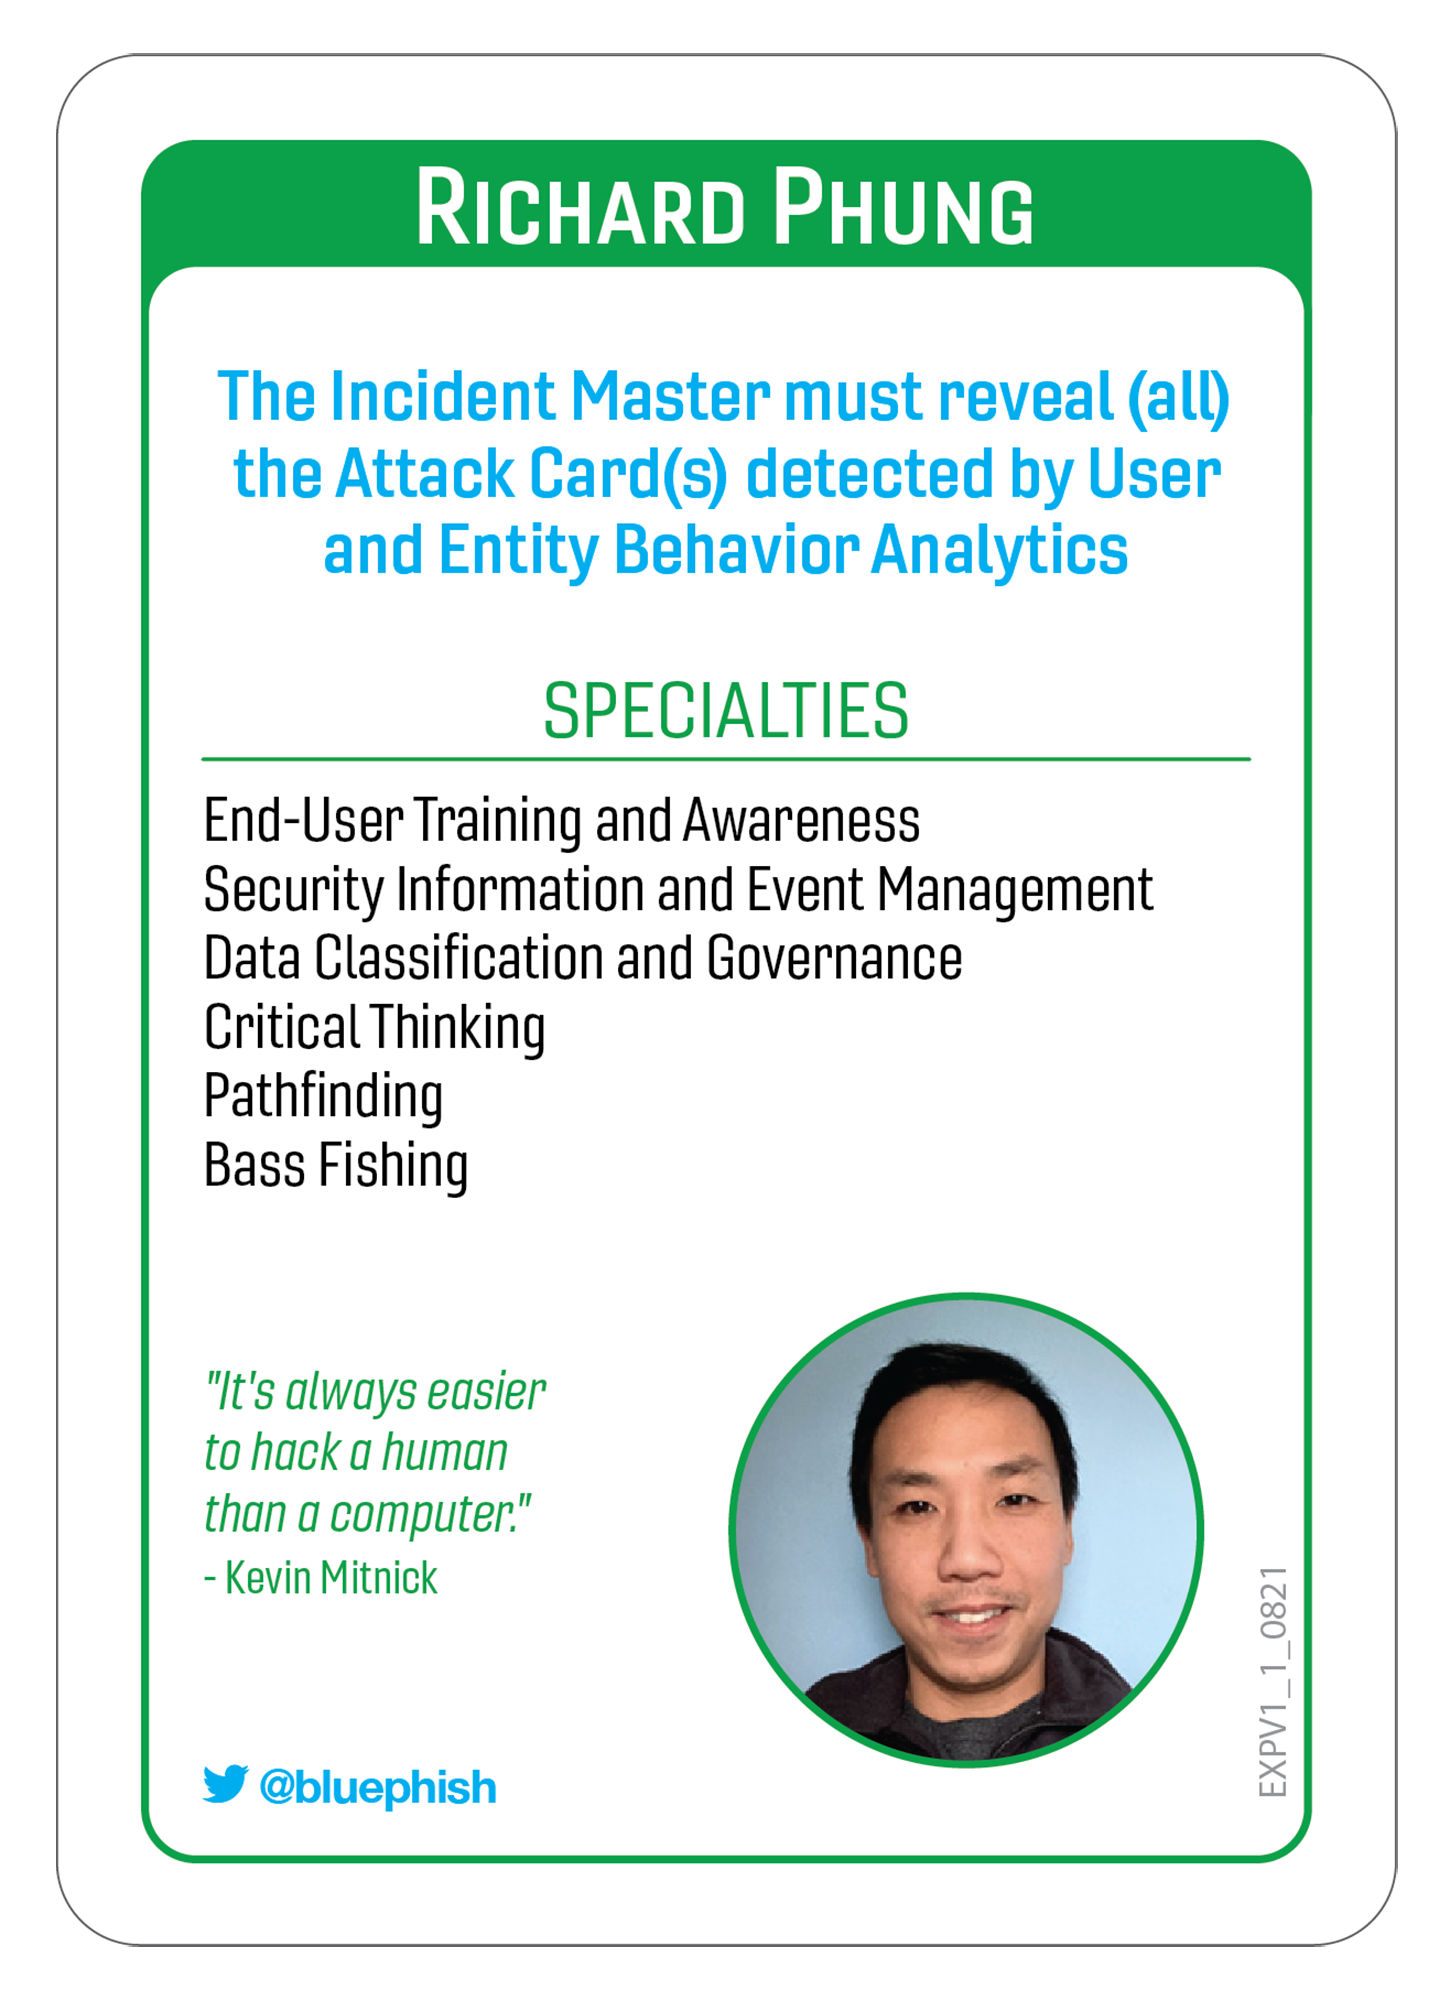 RICHARD PHUNG
The Incident Master must reveal (all)
the Attack Card(s) detected by User
and Entity Behavior Analytics
SPECIALTIES
End-User Training and Awareness
Security Information and Event Management
Data Classification and Governance
Critical Thinking
Pathfinding
Bass Fishing
"It's always easier
to hack a human
than a computer."
- Kevin Mitnick
@bluephish
EXPV1_1_0821